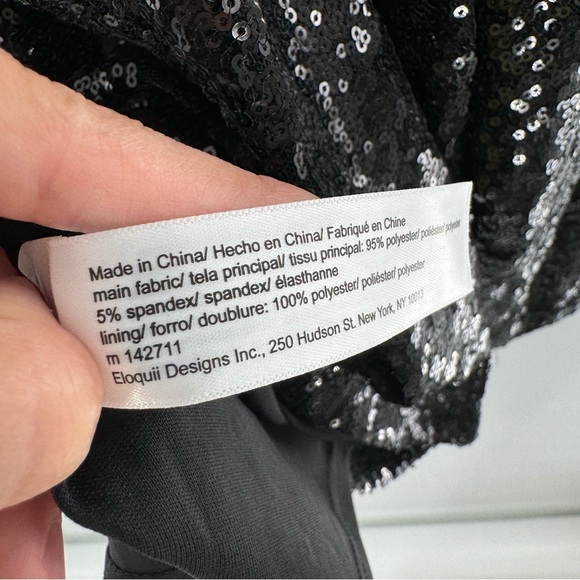 Made in China/ Hecho en China/ Fabriqué en Chine
main fabric/ tela principal/ tissu principal: 95% polyester/ poliéster/ polyester
5% spandex/ spandex/ élasthanne
lining/ forro/ doublure: 100% polyester/ poliéster/ polyester
m 142711
Eloquii Designs Inc., 250 Hudson St. New York, NY 10013